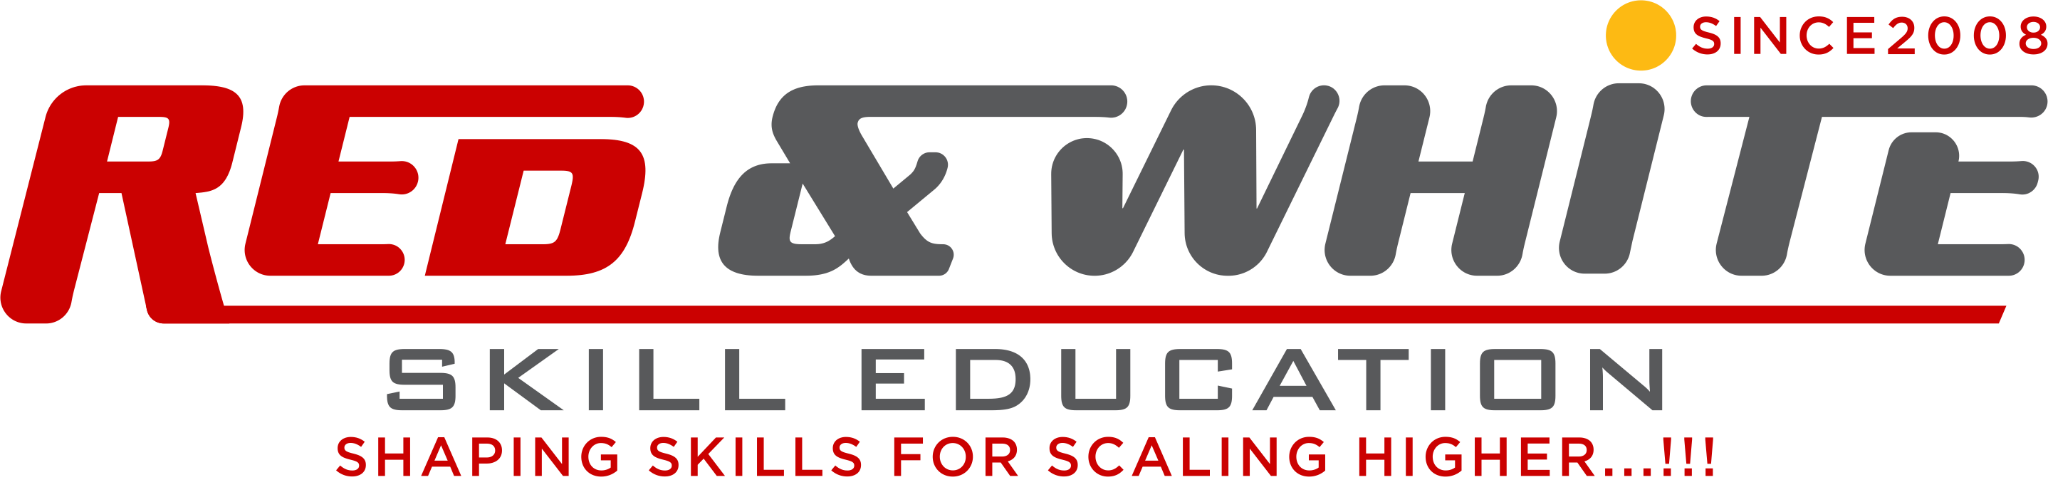 SINCE2008
RED & WHITE
SKILL EDUCATION
SHAPING SKILLS FOR SCALING HIGHER...!!!